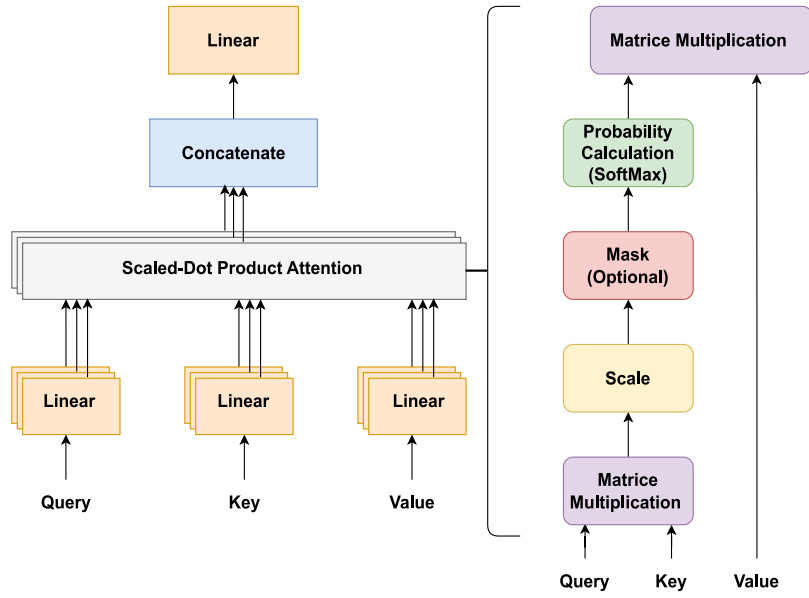 Linear
Concatenate
Scaled-Dot Product Attention
Linear
Linear
Linear
Query
Key
Value
Matrice Multiplication
Probability
Calculation
(SoftMax)
Mask
(Optional)
Scale
Matrice
Multiplication
Query
Key
Value